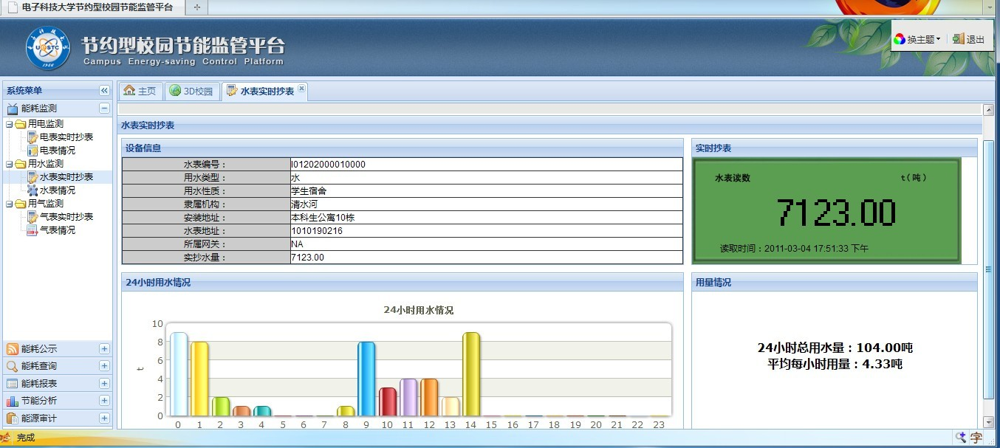 电子科技大学节约型校园节能监管平台
节约型校园节能监管平台
Campus Energy-saving Control Platform
UESTC
1956
换主题
退出
系统菜单
主页
3D校园
水表实时抄表
能耗监测
用电监测
电表实时抄表
电表情况
用水监测
水表实时抄表
水表情况
用气监测
气表实时抄表
气表情况
能耗公示
能耗查询
能耗报表
节能分析
能源审计
水表实时抄表
设备信息
水表编号： I01202000010000
用水类型： 水
用水性质： 学生宿舍
隶属机构： 清水河
安装地址： 本科生公寓10栋
水表地址： 1010190216
所属网关： NA
实抄水量： 7123.00
实时抄表
水表读数 t(吨)
7123.00
读取时间：2011-03-04 17:51:33 下午
24小时用水情况
24小时用水情况
t
10
8
6
4
2
0
0 1 2 3 4 5 6 7 8 9 10 11 12 13 14 15 16 17 18 19 20 21 22 23
用量情况
24小时总用水量：104.00吨
平均每小时用量：4.33吨
完成
字